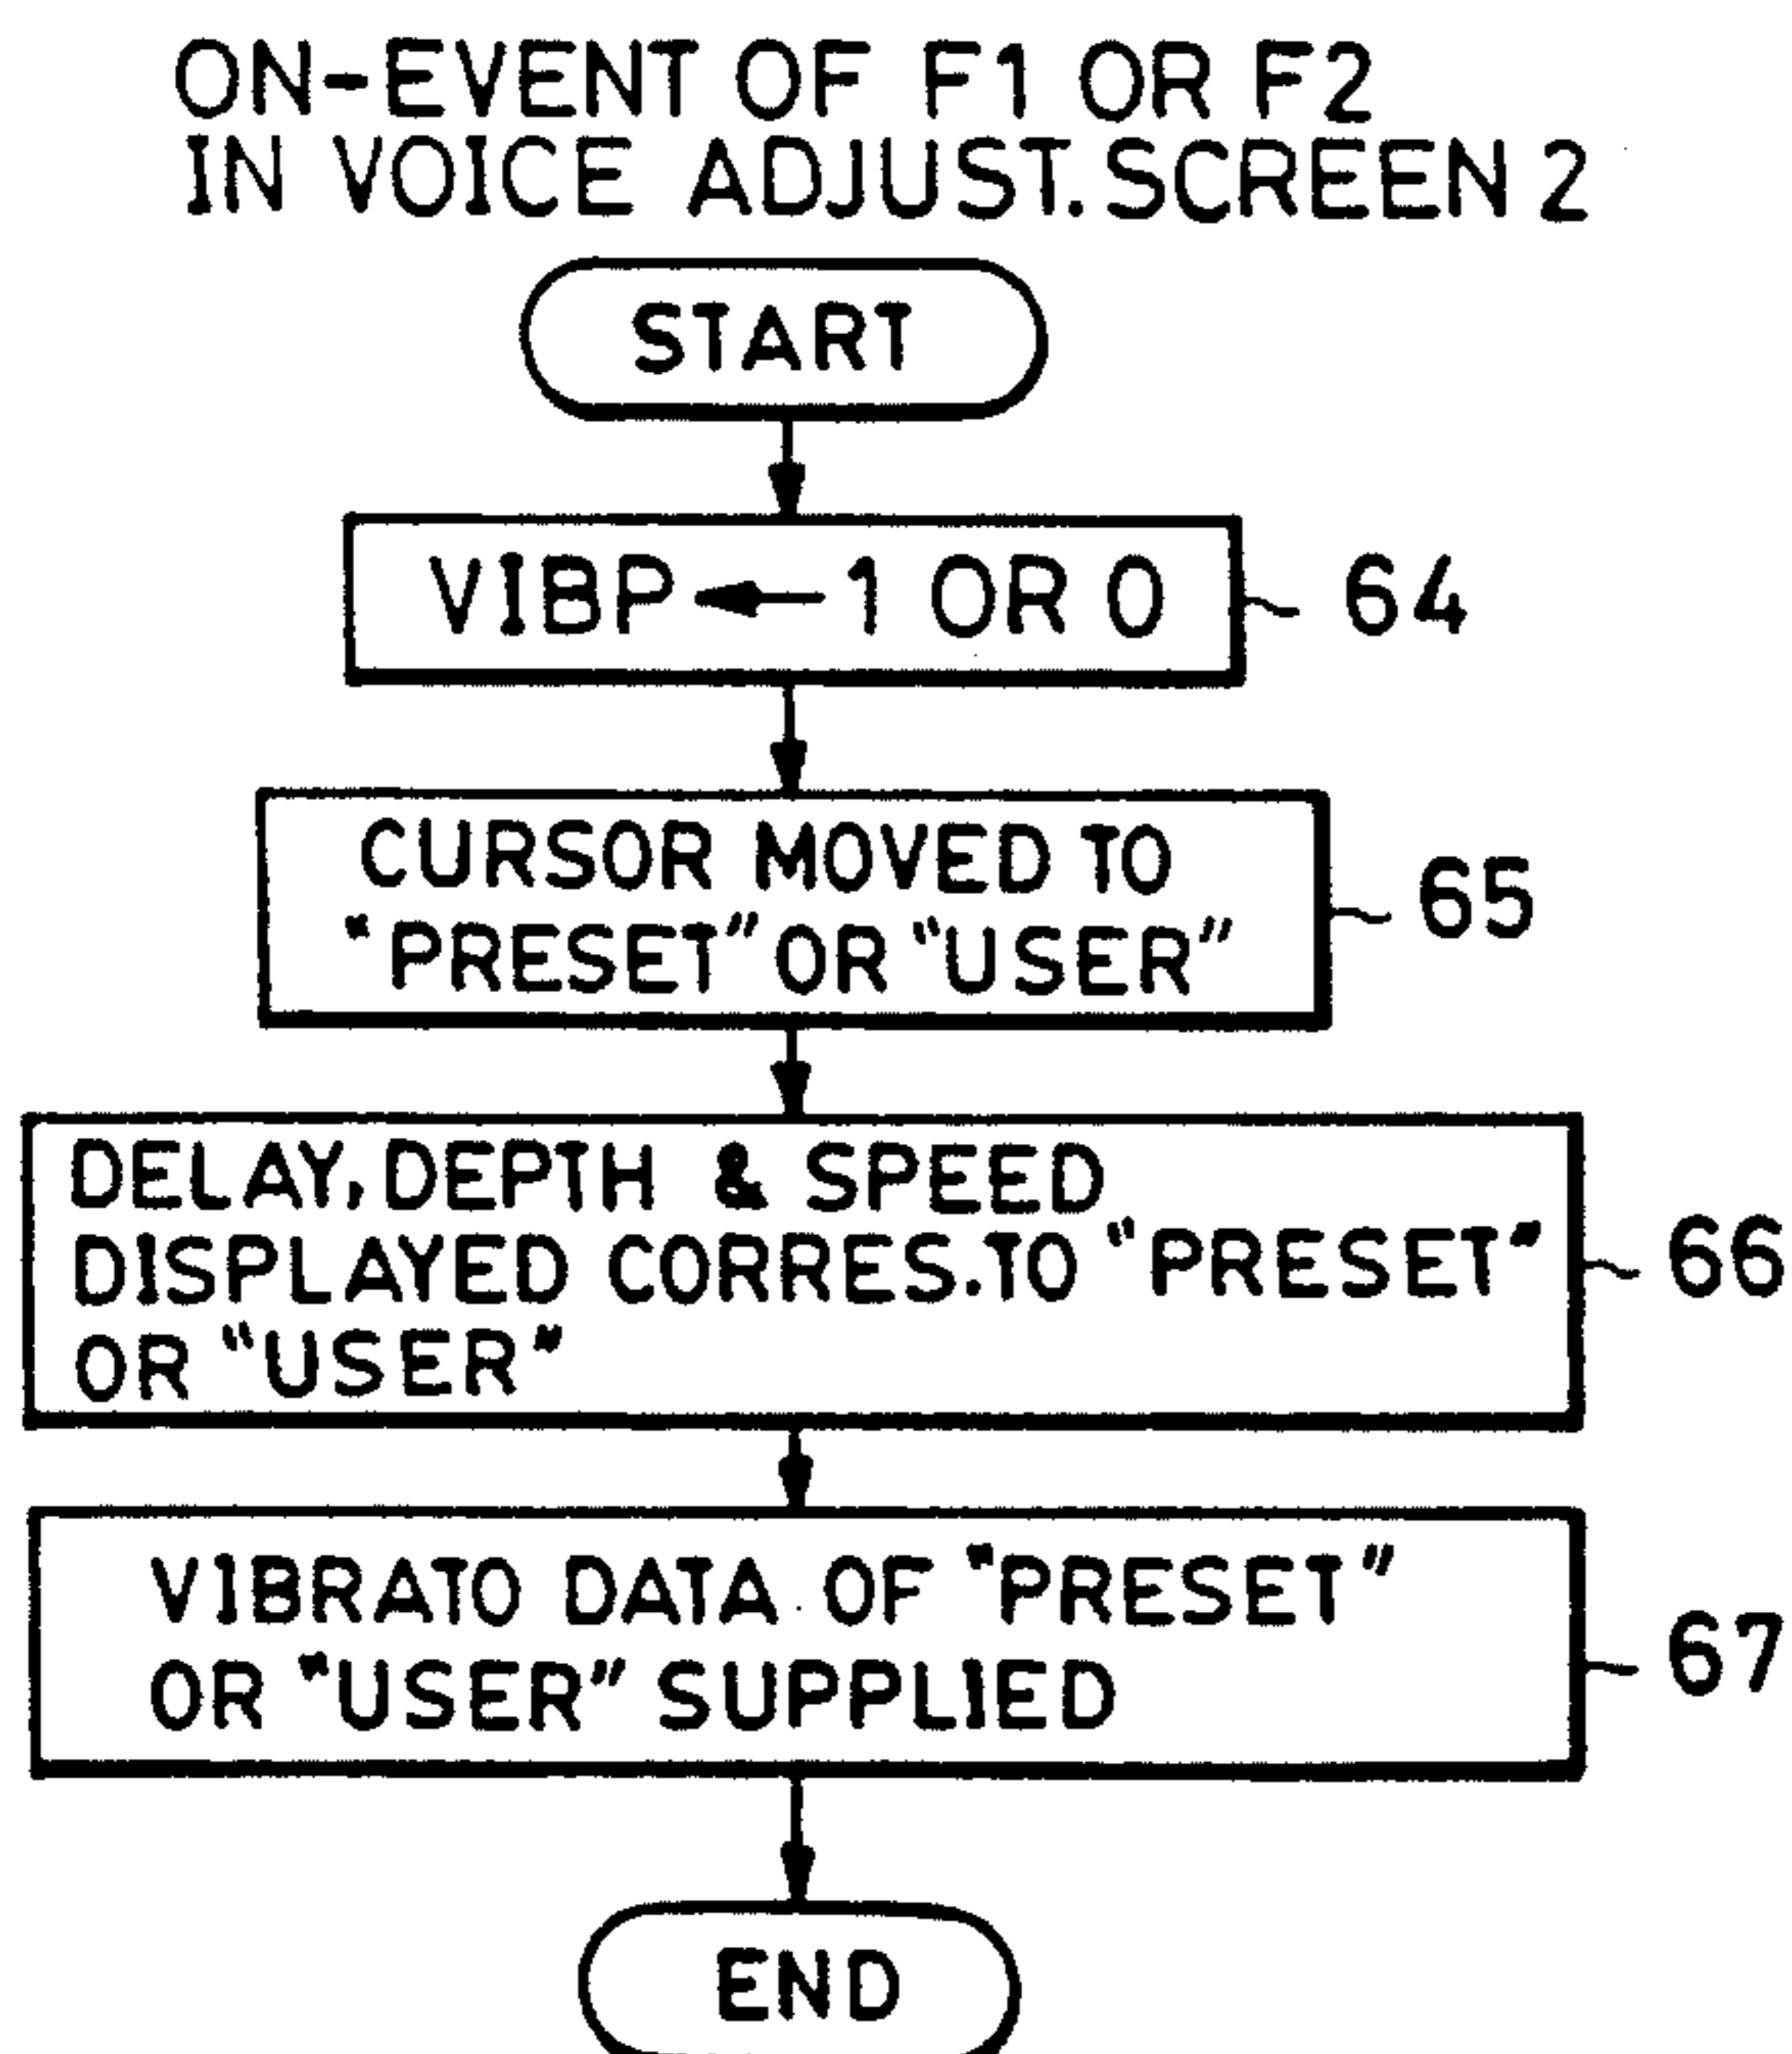 ON-EVENT OF F1 OR F2
IN VOICE ADJUST. SCREEN 2
START
VIBP ← 1 OR 0
64
CURSOR MOVED TO
"PRESET" OR "USER"
65
DELAY, DEPTH & SPEED
DISPLAYED CORRES. TO "PRESET"
OR "USER"
66
VIBRATO DATA OF "PRESET"
OR "USER" SUPPLIED
67
END